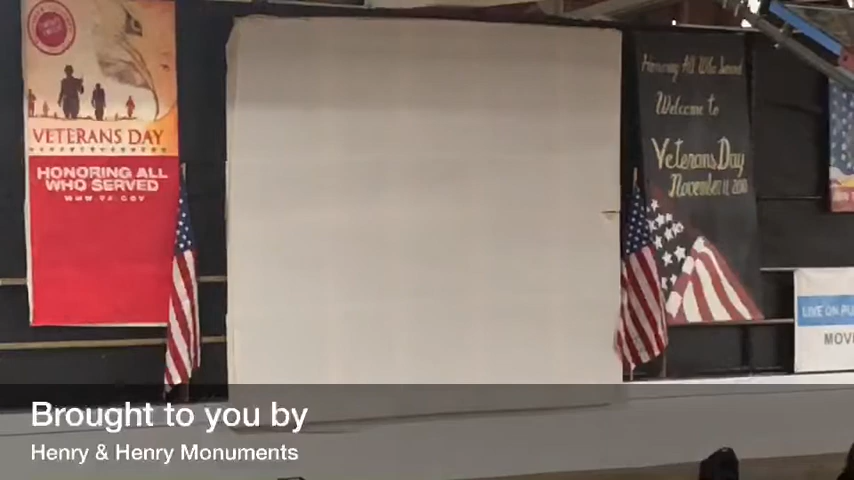 VETERANS DAY
HONORING ALL
WHO SERVED
WWW.VA.GOV
Honoring All Who Served
Welcome to
Veterans Day
November 11,
LIVE ON
MOVI
Brought to you by
Henry & Henry Monuments